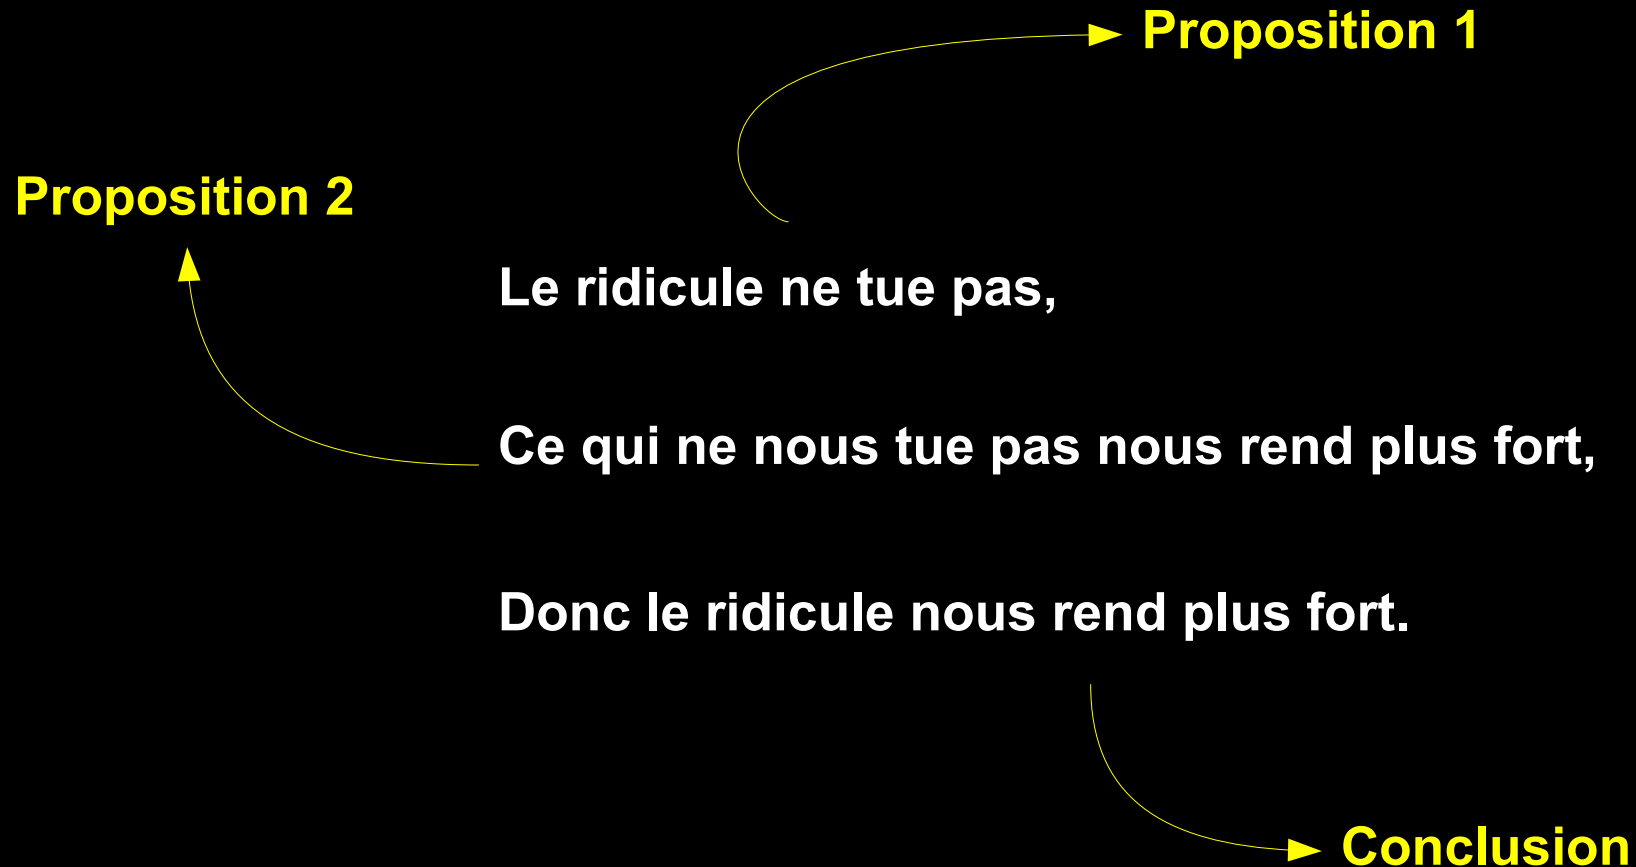 Proposition 1
Proposition 2
Le ridicule ne tue pas,
Ce qui ne nous tue pas nous rend plus fort,
Donc le ridicule nous rend plus fort.
Conclusion